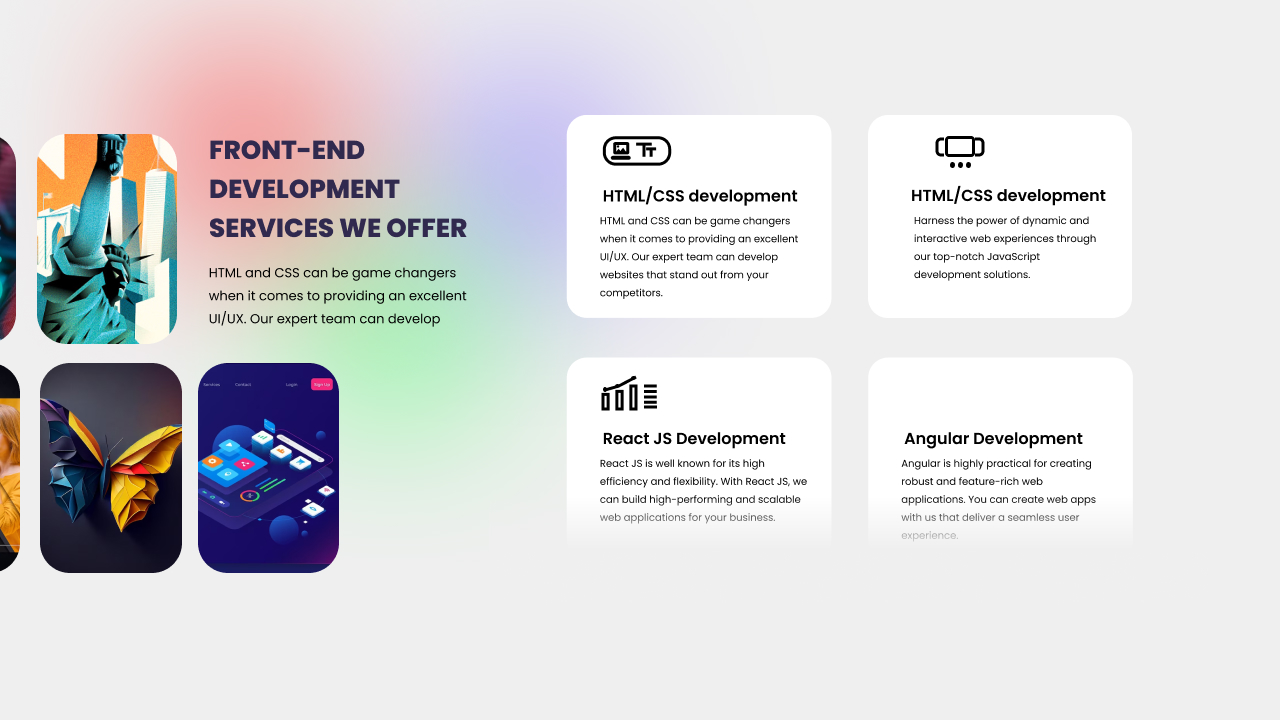 FRONT-END
DEVELOPMENT
SERVICES WE OFFER
HTML and CSS can be game changers
when it comes to providing an excellent
UI/UX. Our expert team can develop
Services
Contact
Login
Sign Up
Tt
HTML/CSS development
HTML and CSS can be game changers
when it comes to providing an excellent
UI/UX. Our expert team can develop
websites that stand out from your
competitors.
HTML/CSS development
Harness the power of dynamic and
interactive web experiences through
our top-notch JavaScript
development solutions.
React JS Development
React JS is well known for its high
efficiency and flexibility. With React JS, we
can build high-performing and scalable
web applications for your business.
Angular Development
Angular is highly practical for creating
robust and feature-rich web
applications. You can create web apps
with us that deliver a seamless user
experience.